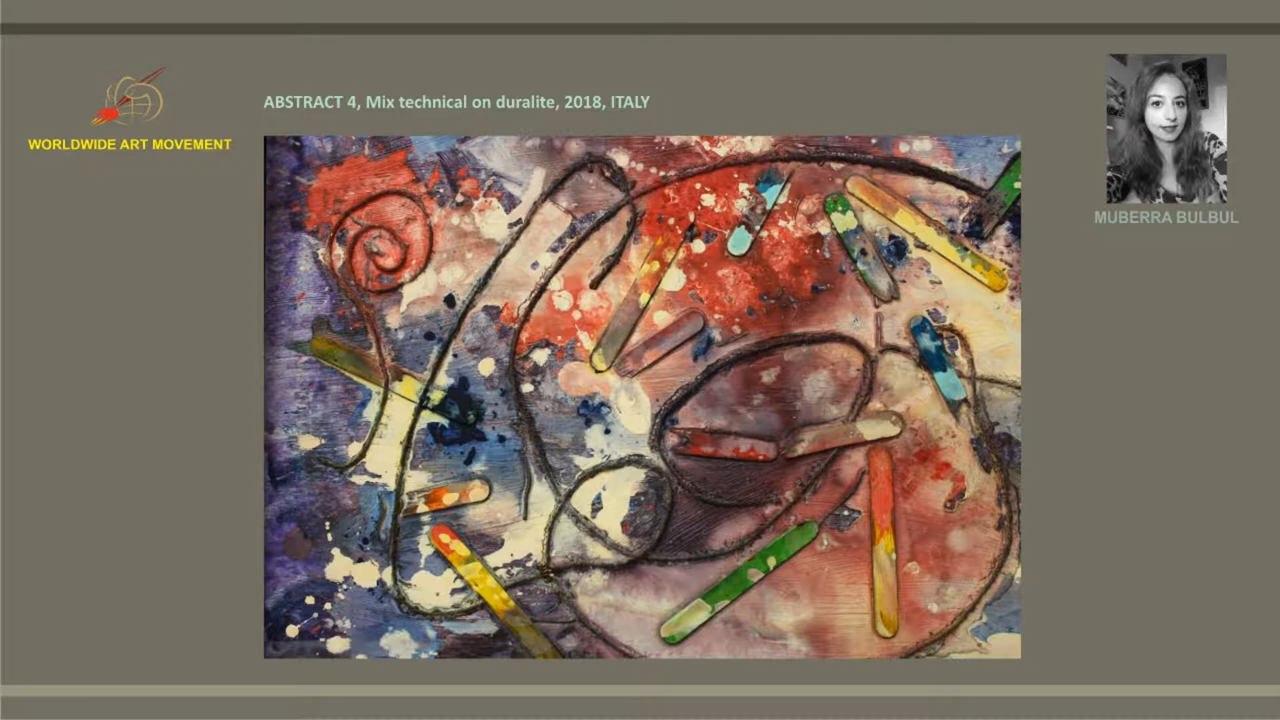 ABSTRACT 4, Mix technical on duralite, 2018, ITALY
WORLDWIDE ART MOVEMENT
MUBERRA BULBUL